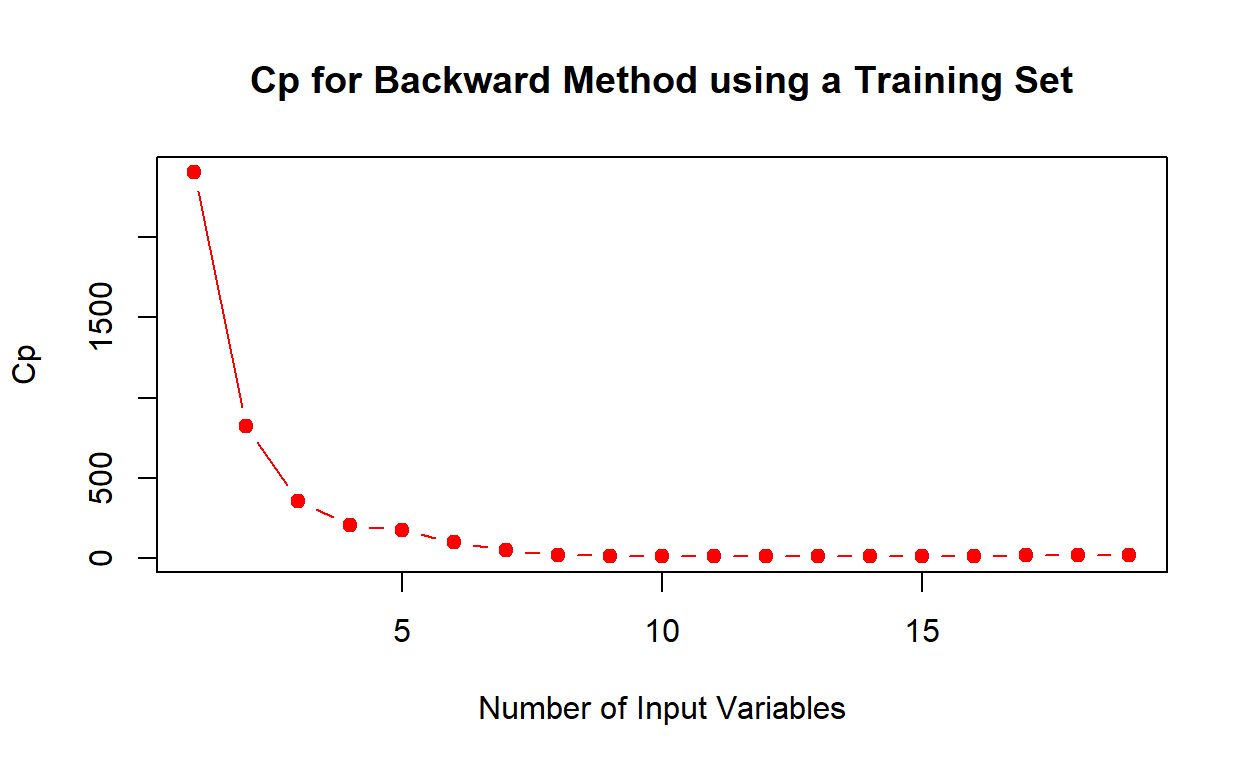 Cp for Backward Method using a Training Set
Cp
1500
500
0
5 10 15
Number of Input Variables